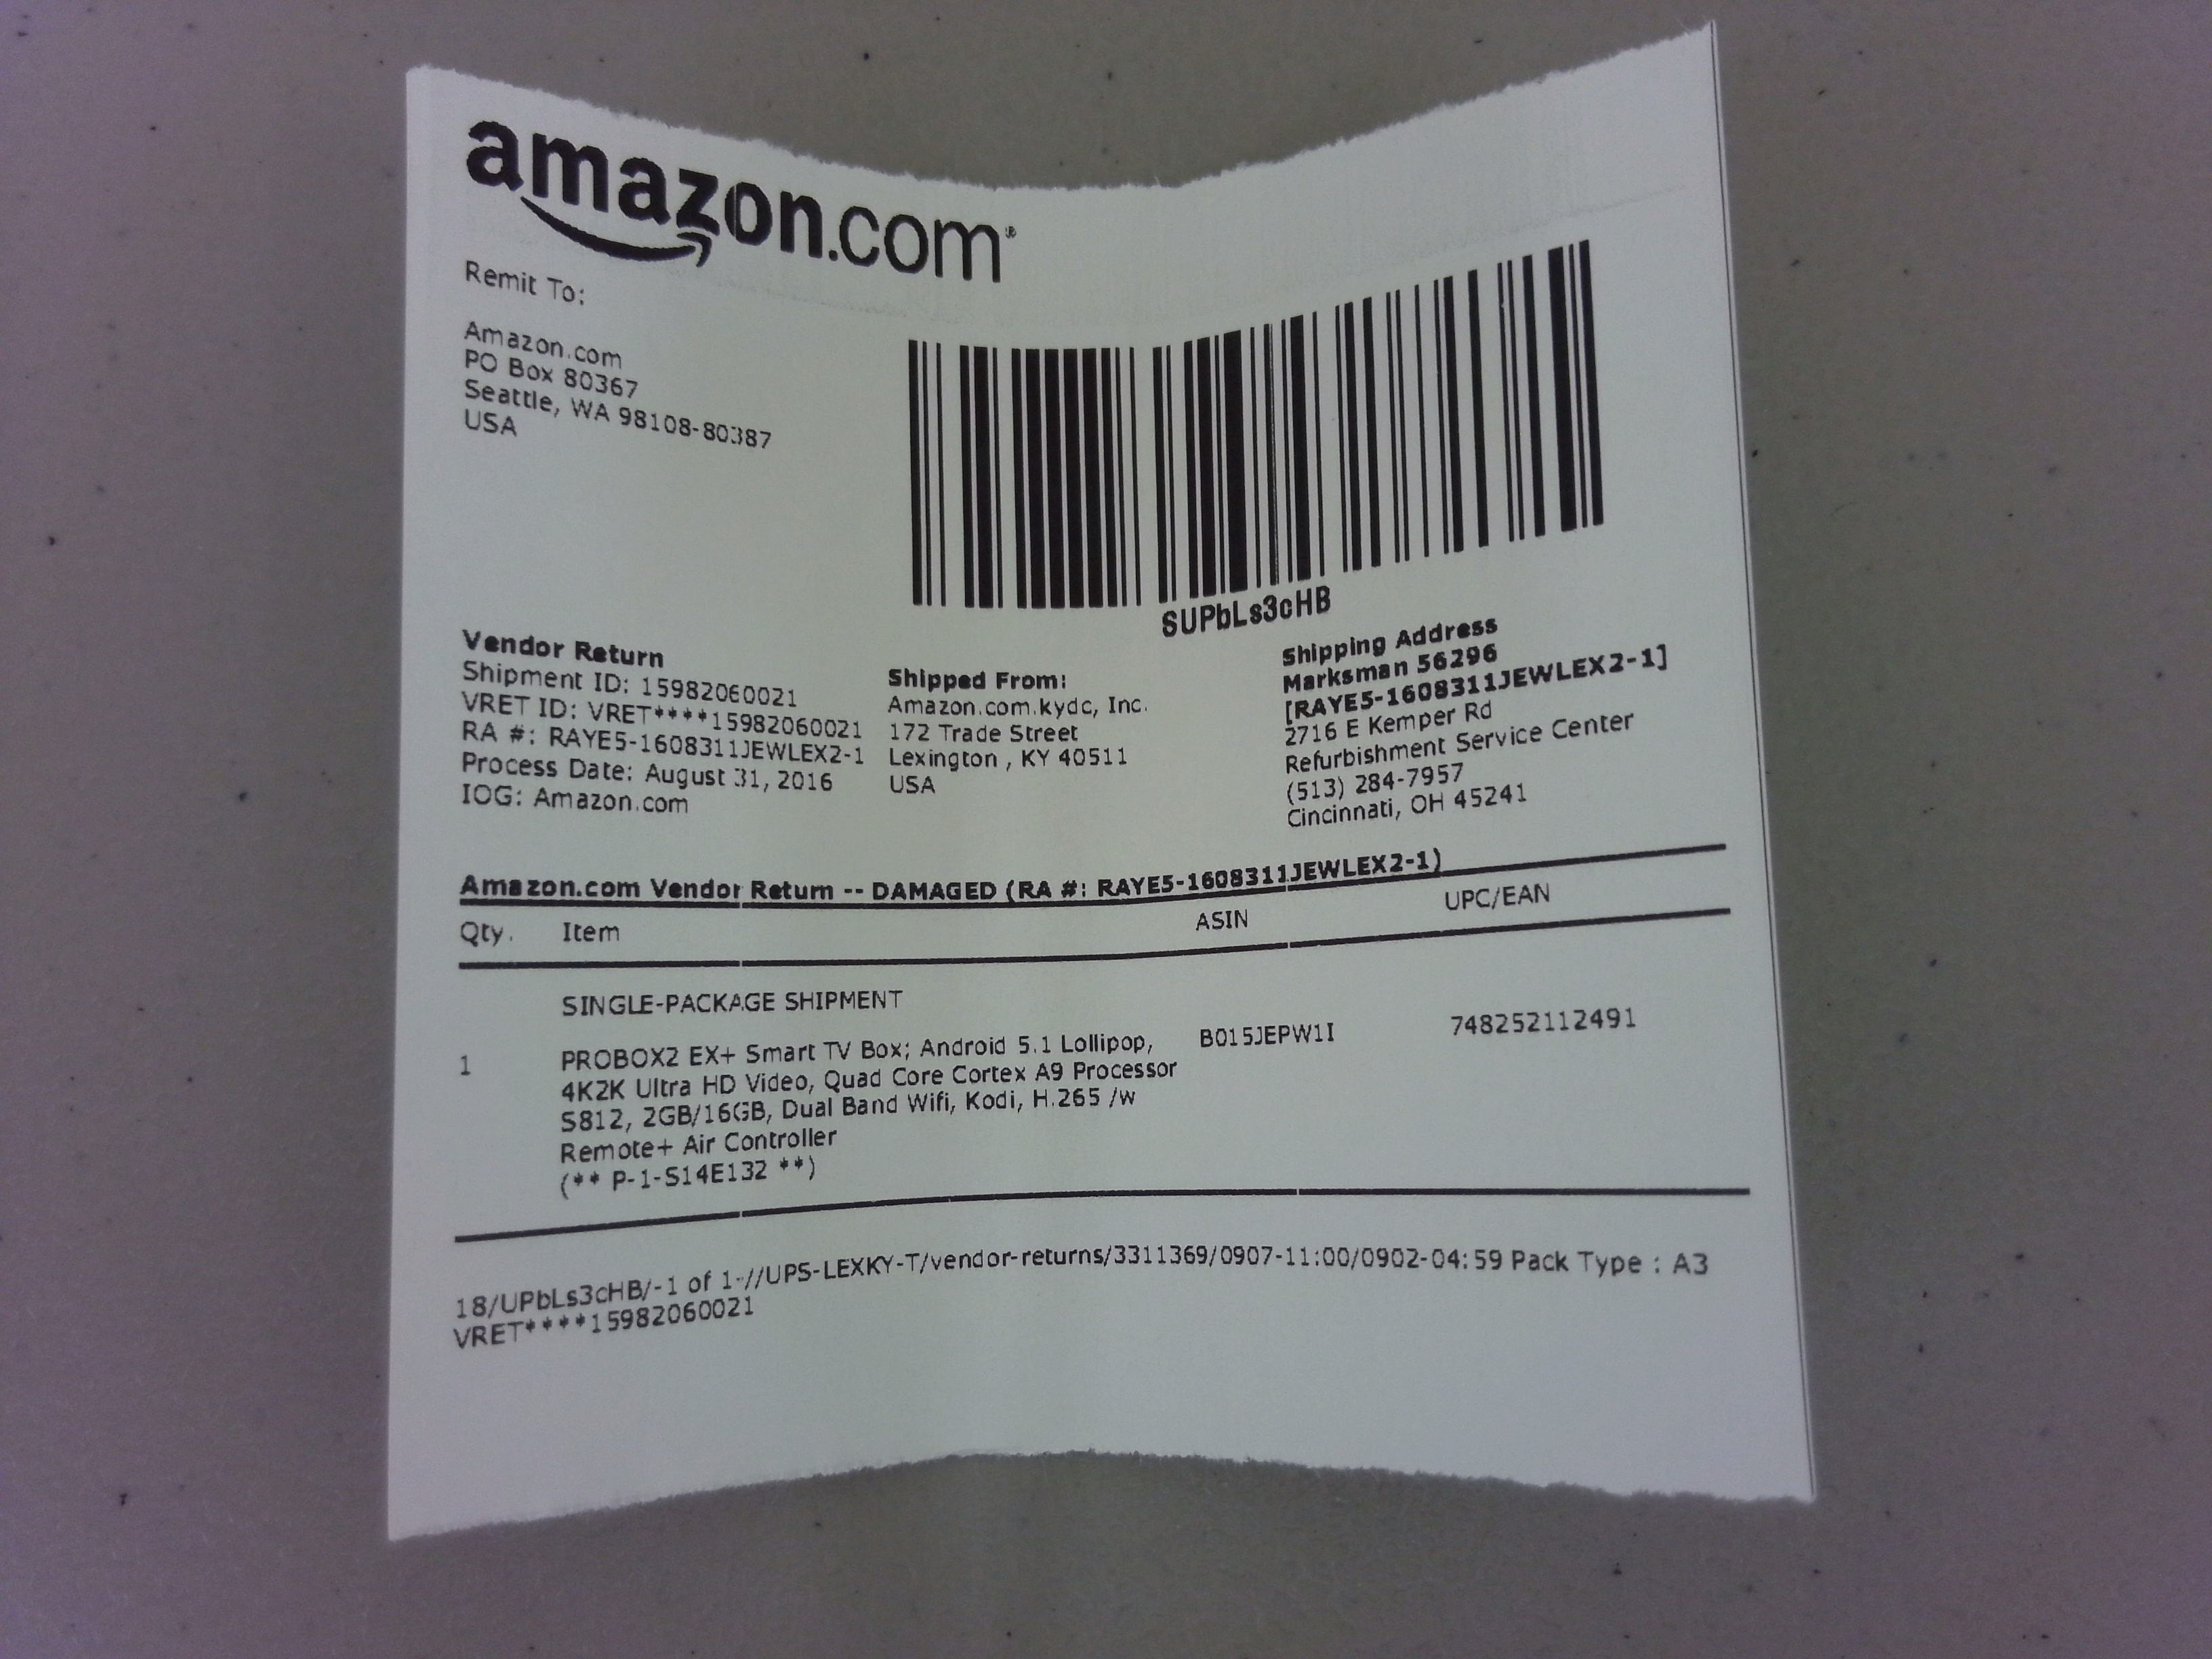 amazon.com
Remit To:
Amazon.com
PO Box 80367
Seattle, WA 98108-80387
USA
SUPbLs3cHB
Vendor Return
Shipment ID: 15982060021
VRET ID: VRET****15982060021
RA #: RAYE5-1608311JEWLEX2-1
Process Date: August 31, 2016
IOG: Amazon.com
Shipped From:
Amazon.com.kydc, Inc.
172 Trade Street
Lexington , KY 40511
USA
Shipping Address
Marksman 56296
[RAYE5-1608311JEWLEX2-1]
2716 E Kemper Rd
Refurbishment Service Center
(513) 284-7957
Cincinnati, OH 45241
Amazon.com Vendor Return -- DAMAGED (RA #: RAYE5-1608311JEWLEX2-1)
Qty. Item ASIN UPC/EAN
SINGLE-PACKAGE SHIPMENT
1 PROBOX2 EX+ Smart TV Box; Android 5.1 Lollipop, B015JEPW1I 748252112491
4K2K Ultra HD Video, Quad Core Cortex A9 Processor
S812, 2GB/16GB, Dual Band Wifi, Kodi, H.265 /w
Remote+ Air Controller
(** P-1-S14E132 **)
18/UPbLs3cHB/-1 of 1-//UPS-LEXKY-T/vendor-returns/3311369/0907-11:00/0902-04:59 Pack Type : A3
VRET****15982060021